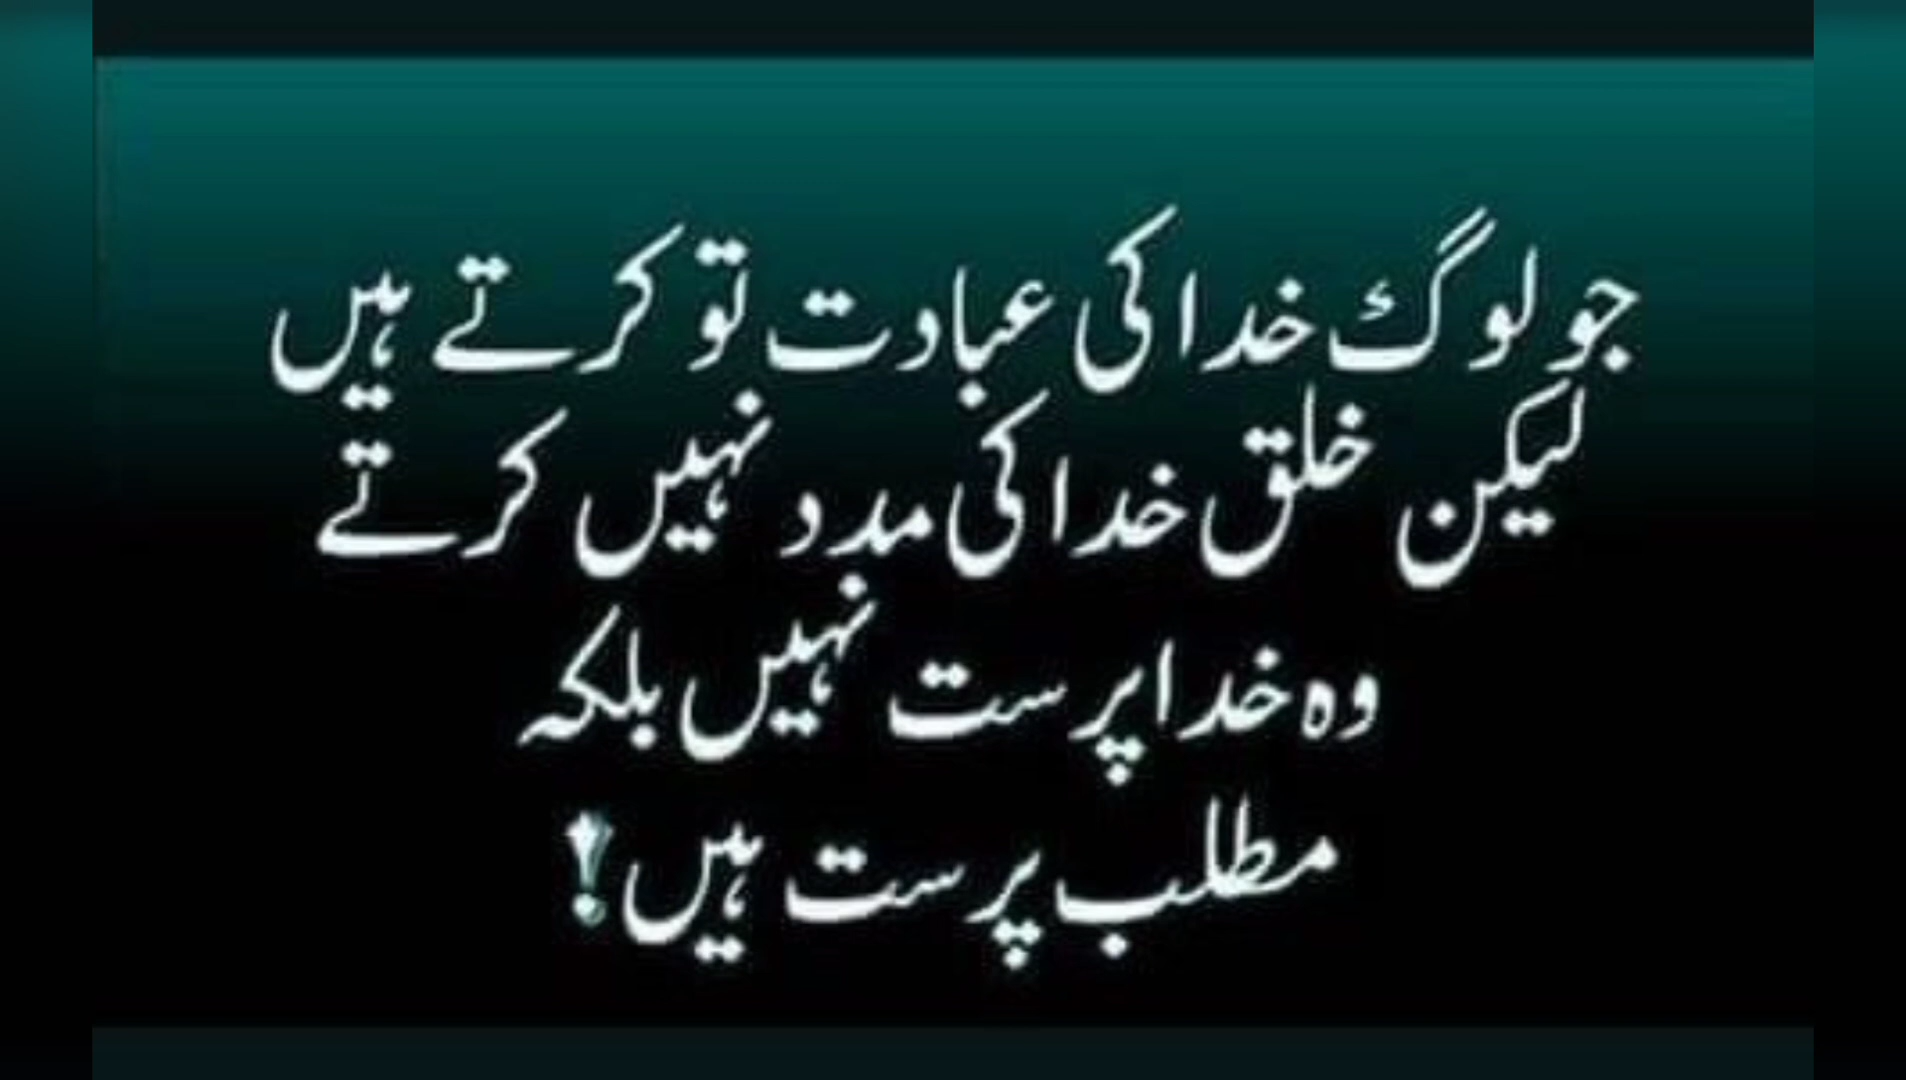 جو لوگ خدا کی عبادت تو کرتے ہیں
لیکن خلق خدا کی مدد نہیں کرتے
وہ خدا پرست نہیں بلکہ
مطلب پرست ہیں!